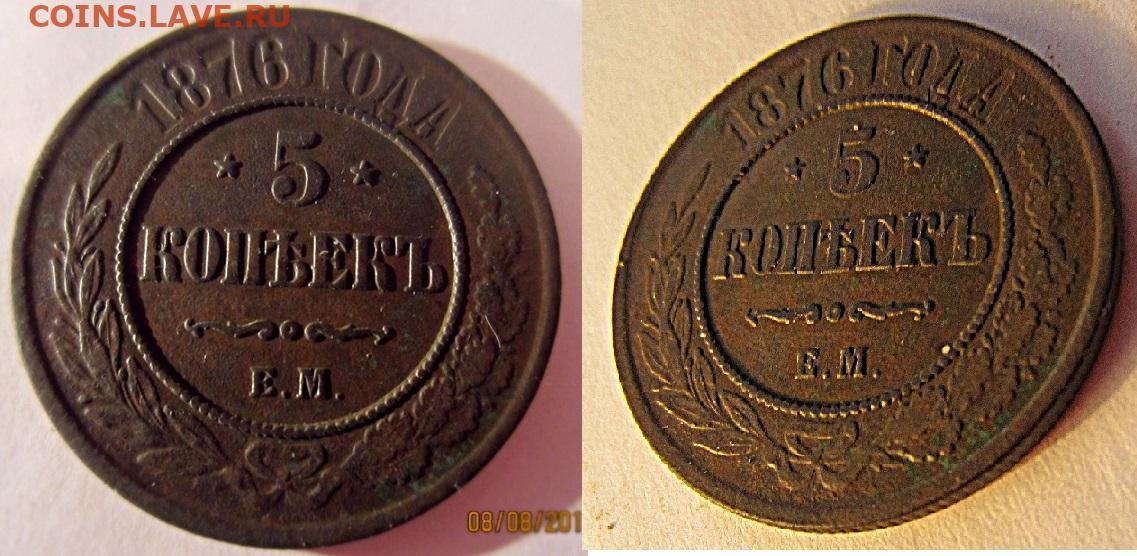 COINS.LAVE.RU
1876 ГОДА
5
КОПѢЕКЪ
Е.М.
08/08/201
1876 ГОДА
5
КОПѢЕКЪ
Е.М.